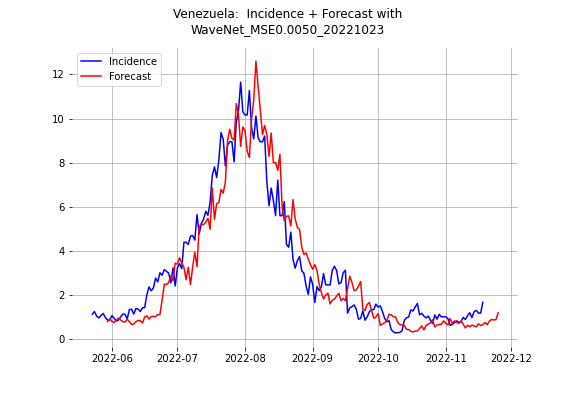 Venezuela:  Incidence + Forecast with
WaveNet_MSE0.0050_20221023
Incidence
Forecast
12
10
8
6
4
2
0
2022-06 2022-07 2022-08 2022-09 2022-10 2022-11 2022-12